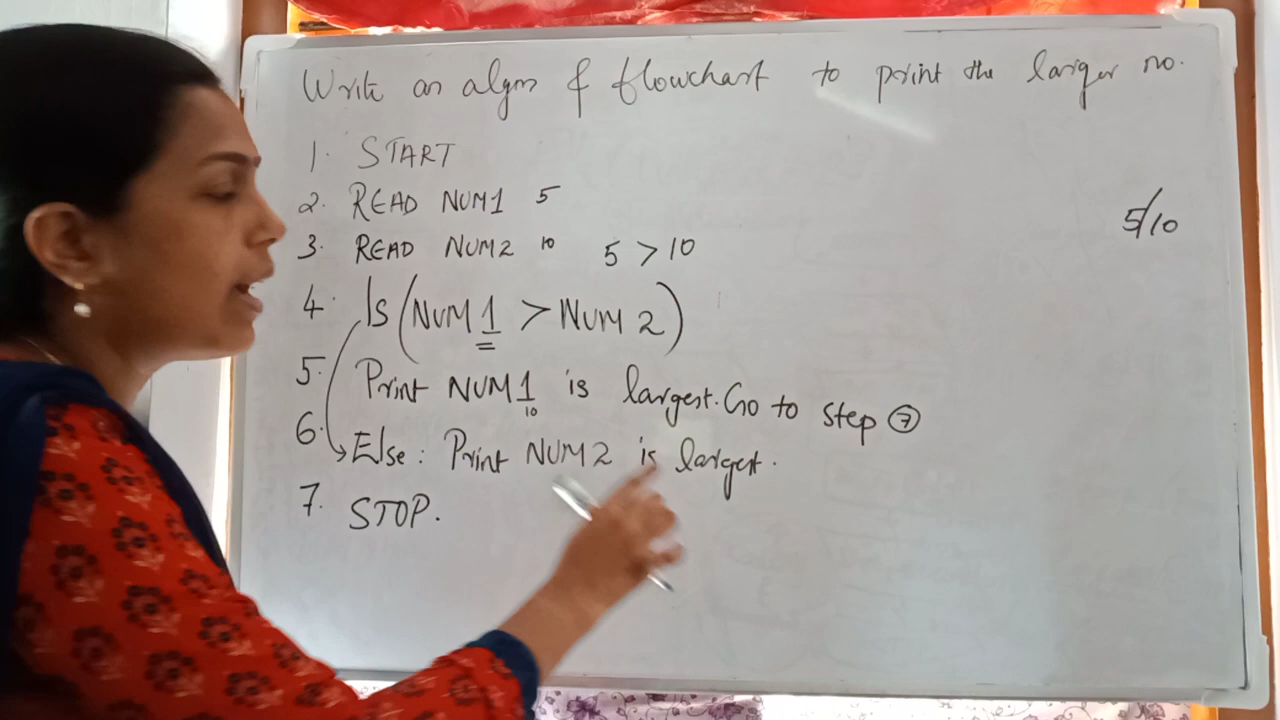 Write an algm & flowchart to print the larger no.
1. START
2. READ NUM1 5
5/10
3. READ NUM2 10 5 > 10
4. Is (NUM1 > NUM2)
5. Print NUM1 is largest. Go to step 7
10
6. Else: Print NUM2 is largest.
7. STOP.